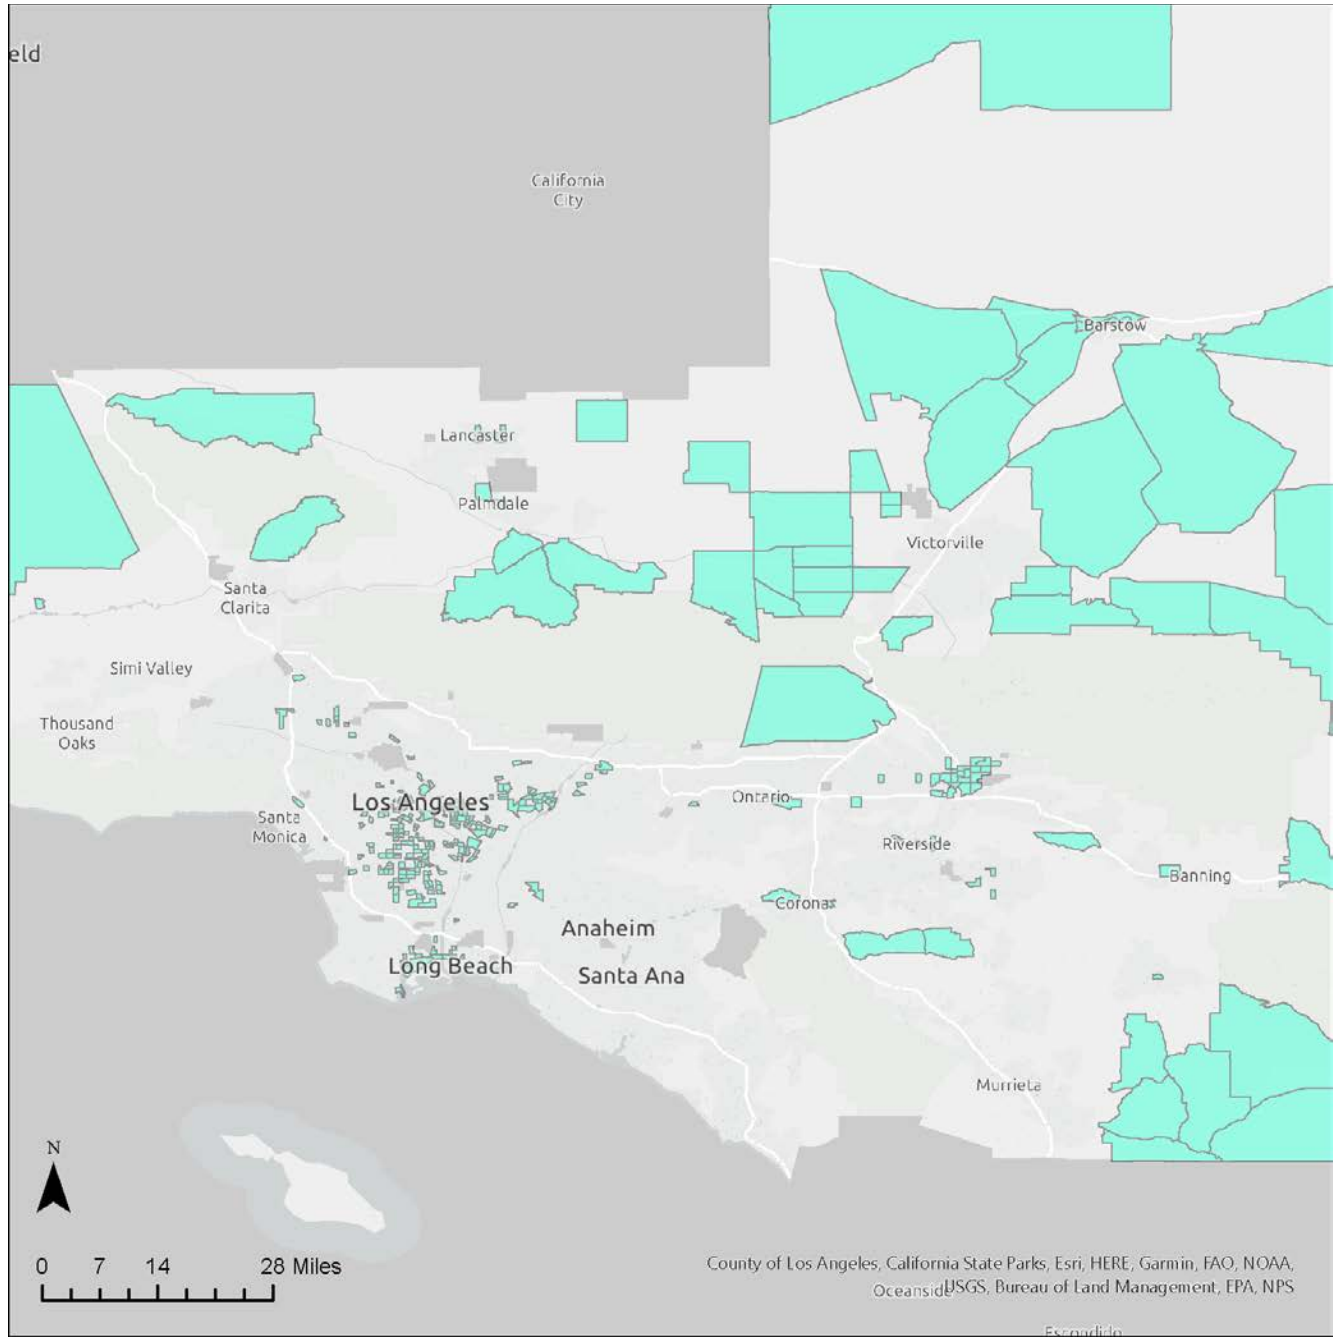 eld
California
City
Barstow
Lancaster
Palmdale
Victorville
Santa
Clarita
Simi Valley
Thousand
Oaks
Los Angeles
Ontario
Santa
Monica
Riverside
Banning
Corona
Anaheim
Long Beach
Santa Ana
Murrieta
N
0 7 14 28 Miles
County of Los Angeles, California State Parks, Esri, HERE, Garmin, FAO, NOAA,
Oceanside
USGS, Bureau of Land Management, EPA, NPS
Escondido